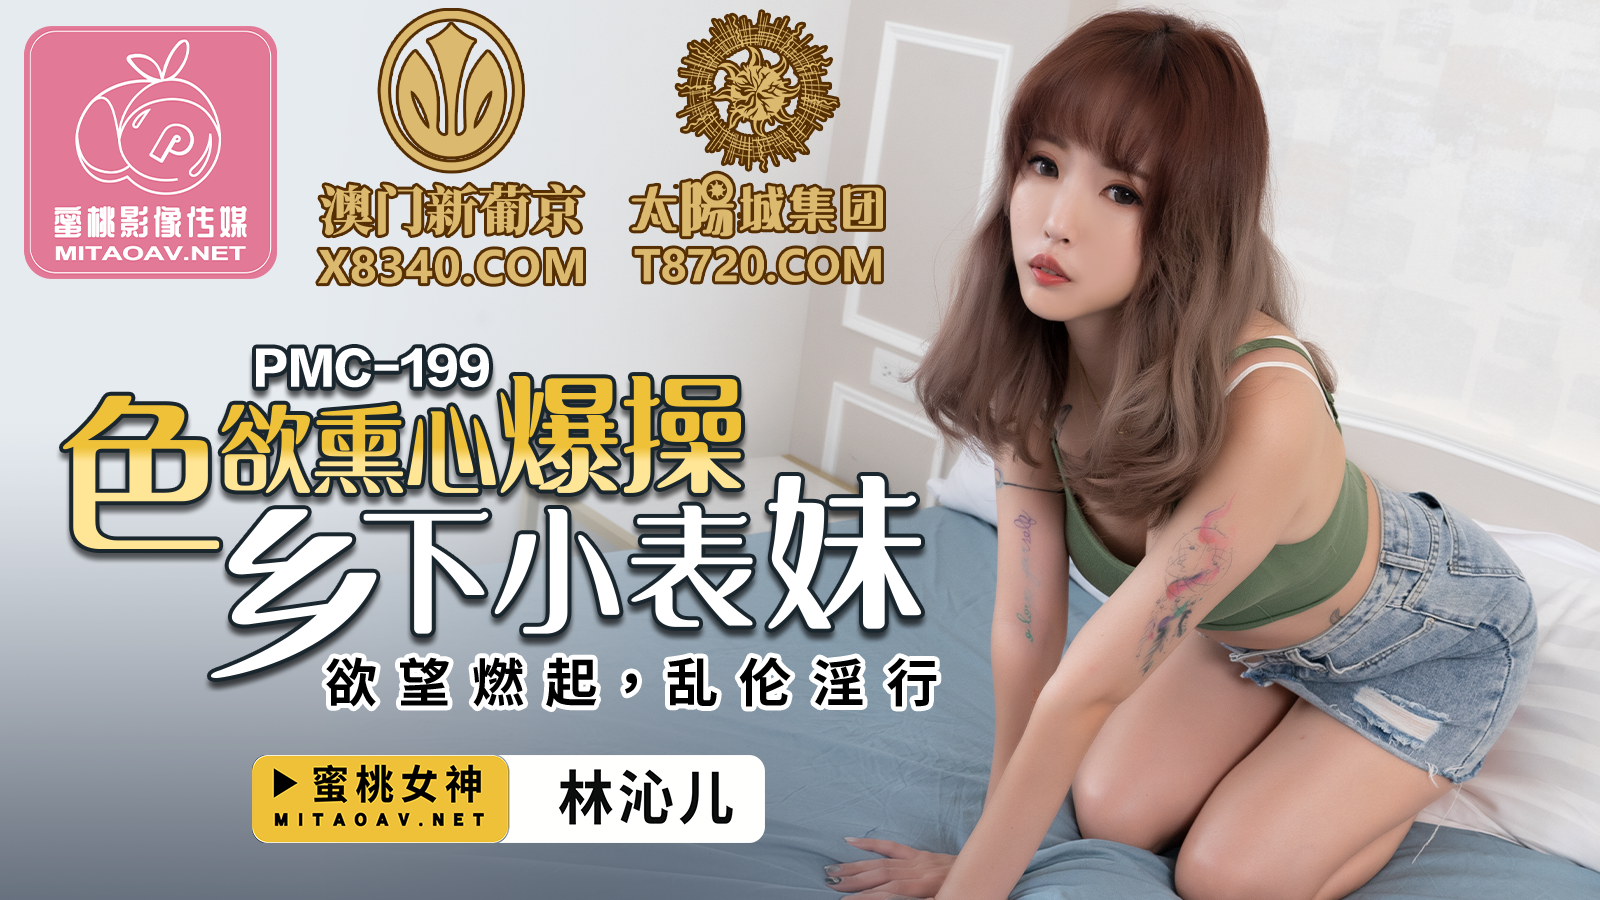 蜜桃影像传媒
MITAOAV.NET
澳门新葡京
X8340.COM
太陽城集团
T8720.COM
PMC-199
色欲熏心爆操
乡下小表妹
欲望燃起，乱伦淫行
蜜桃女神
MITAOAV.NET
林沁儿